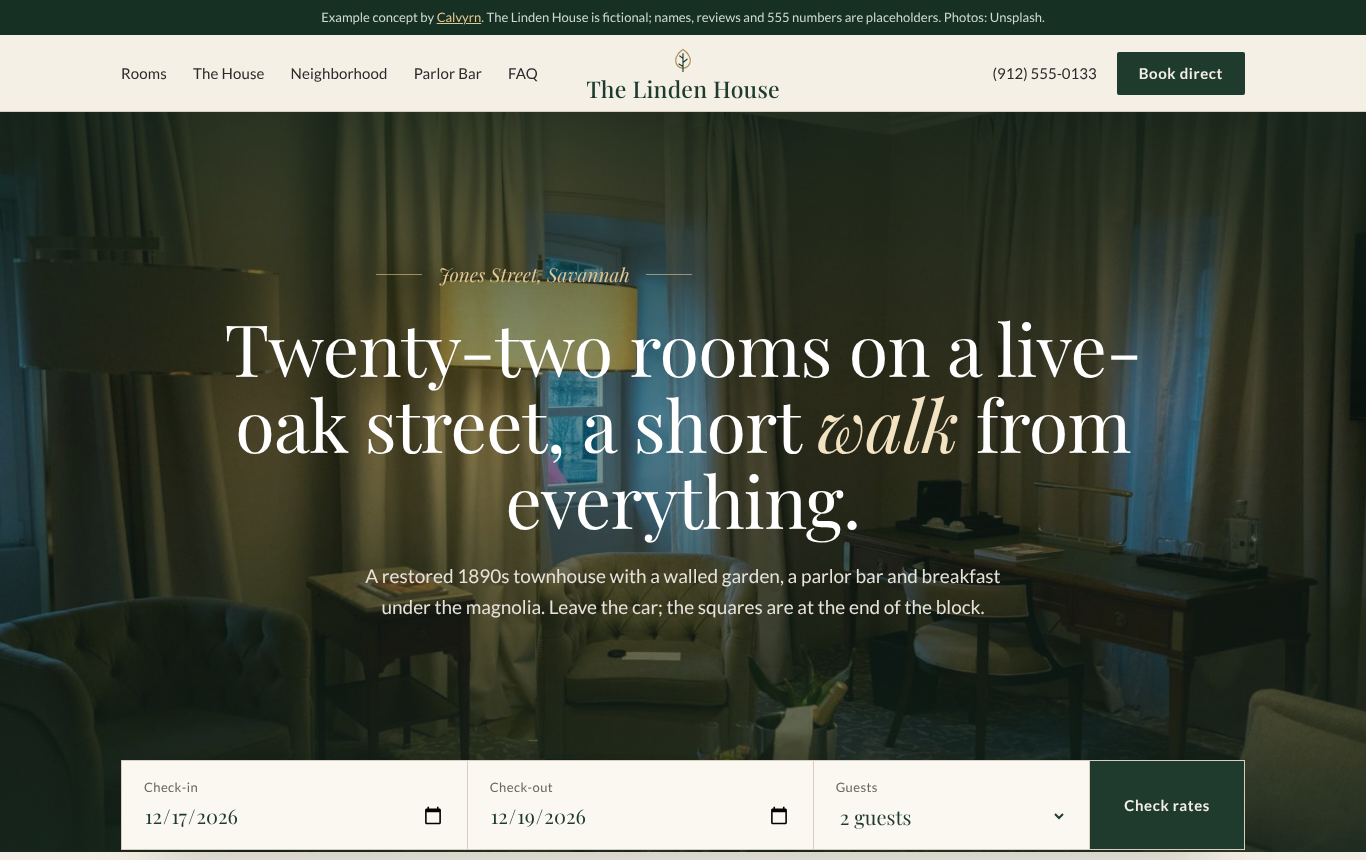 Example concept by Calvyrn. The Linden House is fictional; names, reviews and 555 numbers are placeholders. Photos: Unsplash.
Rooms The House Neighborhood Parlor Bar FAQ
The Linden House
(912) 555-0133 Book direct
Jones Street, Savannah
Twenty-two rooms on a live-
oak street, a short walk from
everything.
A restored 1890s townhouse with a walled garden, a parlor bar and breakfast
under the magnolia. Leave the car; the squares are at the end of the block.
Check-in
12/17/2026
Check-out
12/19/2026
Guests
2 guests
Check rates